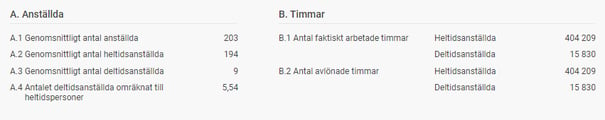 A. Anställda
A.1 Genomsnittligt antal anställda 203
A.2 Genomsnittligt antal heltidsanställda 194
A.3 Genomsnittligt antal deltidsanställda 9
A.4 Antalet deltidsanställda omräknat till 5,54
heltidspersoner
B. Timmar
B.1 Antal faktiskt arbetade timmar Heltidsanställda 404 209
Deltidsanställda 15 830
B.2 Antal avlönade timmar Heltidsanställda 404 209
Deltidsanställda 15 830